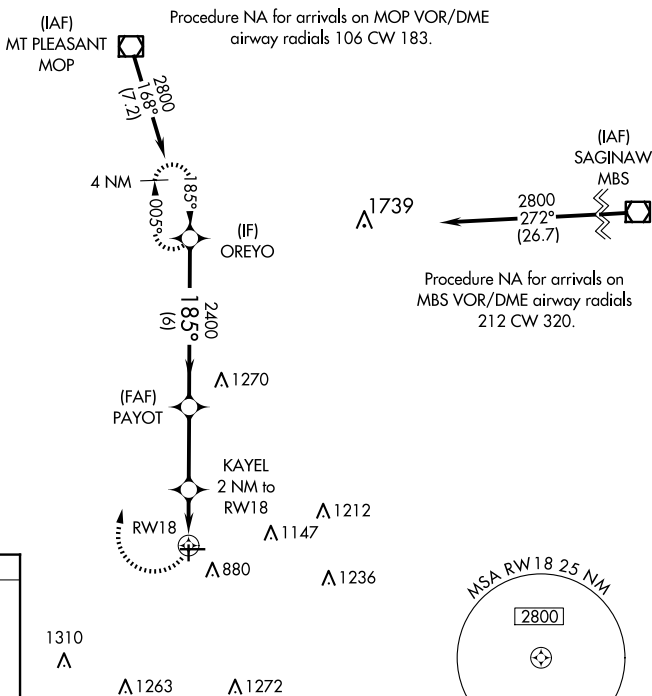 (IAF)
MT PLEASANT
MOP
Procedure NA for arrivals on MOP VOR/DME
airway radials 106 CW 183.
2800
168°
(7.2)
4 NM
185°
005°
(IF)
OREYO
1739
(IAF)
SAGINAW
MBS
2800
272°
(26.7)
Procedure NA for arrivals on
MBS VOR/DME airway radials
212 CW 320.
2400
185°
(6)
1270
(FAF)
PAYOT
KAYEL
2 NM to
RW18
RW18
1212
1147
880
1236
1310
1263
1272
MSA RW18 25 NM
2800